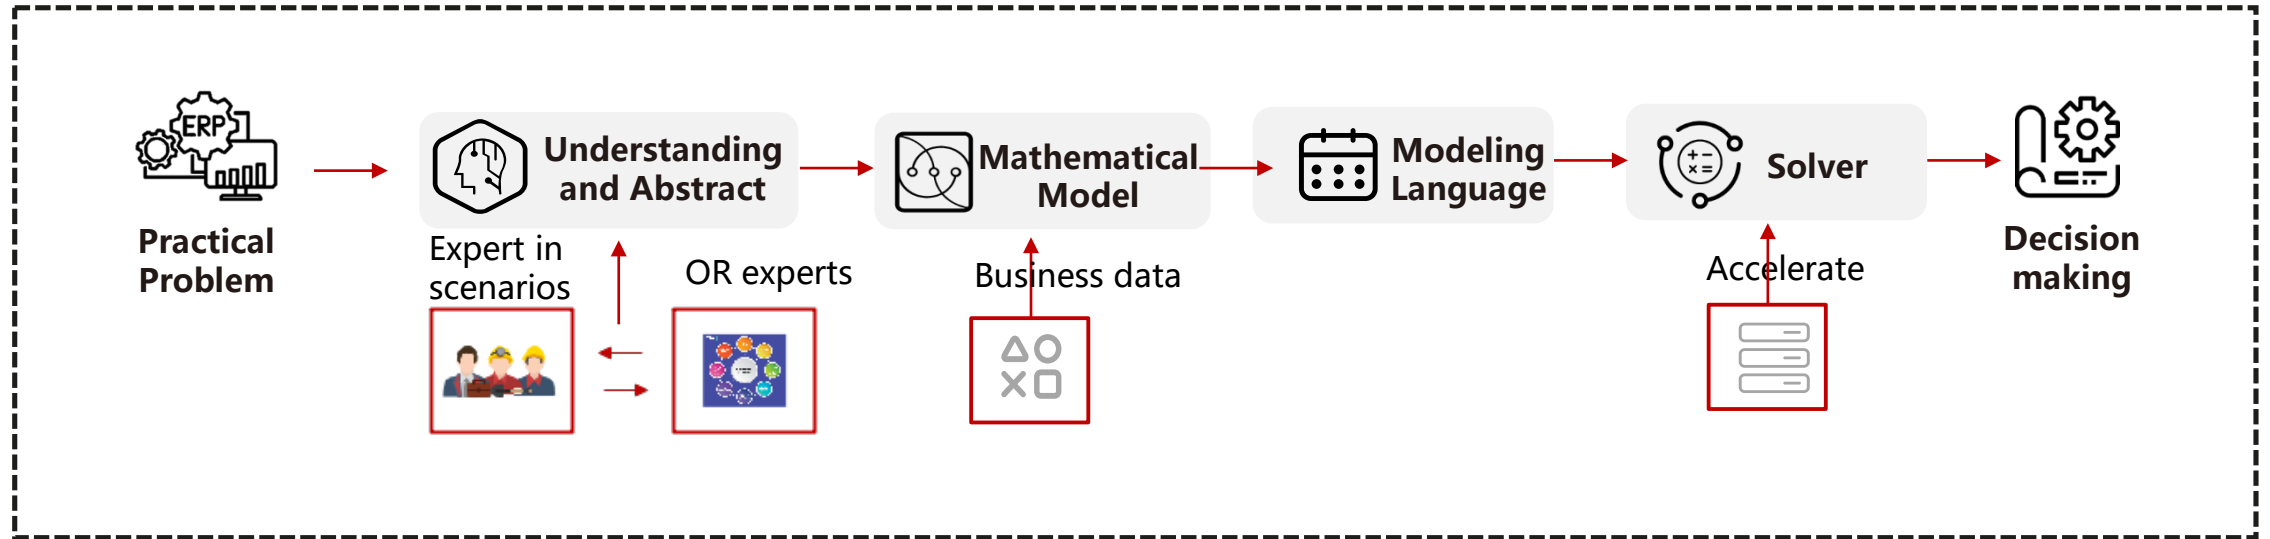 ERP
Practical
Problem
Understanding
and Abstract
Mathematical
Model
Modeling
Language
Solver
Decision
making
Expert in
scenarios
OR experts
Business data
Accelerate